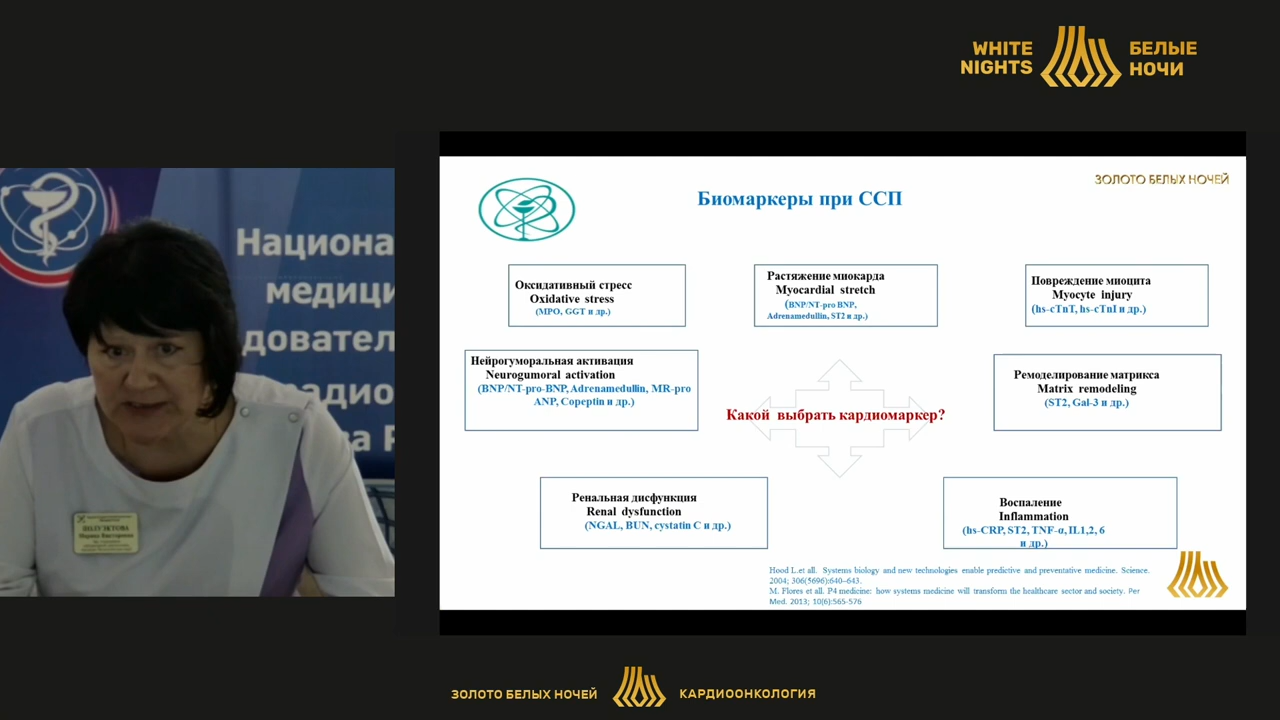 WHITE
NIGHTS
БЕЛЫЕ
НОЧИ
Национа
медици
дователь
радио
ва Р
ПОЛУЭКТОВА
Марина Викторовна
ЗОЛОТО БЕЛЫХ НОЧЕЙ
Биомаркеры при ССП
Оксидативный стресс
Oxidative stress
(MPO, GGT и др.)
Растяжение миокарда
Myocardial stretch
(BNP/NT-pro BNP,
Adrenamedullin, ST2 и др.)
Повреждение миоцита
Myocyte injury
(hs-cTnT, hs-cTnI и др.)
Нейрогуморальная активация
Neurogumoral activation
(BNP/NT-pro-BNP, Adrenamedullin, MR-pro
ANP, Copeptin и др.)
Какой выбрать кардиомаркер?
Ремоделирование матрикса
Matrix remodeling
(ST2, Gal-3 и др.)
Ренальная дисфункция
Renal dysfunction
(NGAL, BUN, cystatin C и др.)
Воспаление
Inflammation
(hs-CRP, ST2, TNF-α, IL1,2, 6
и др.)
Hood L.et all. Systems biology and new technologies enable predictive and preventative medicine. Science.
2004; 306(5696):640–643.
M. Flores et all. P4 medicine: how systems medicine will transform the healthcare sector and society. Per
Med. 2013; 10(6):565-576
ЗОЛОТО БЕЛЫХ НОЧЕЙ
КАРДИООНКОЛОГИЯ